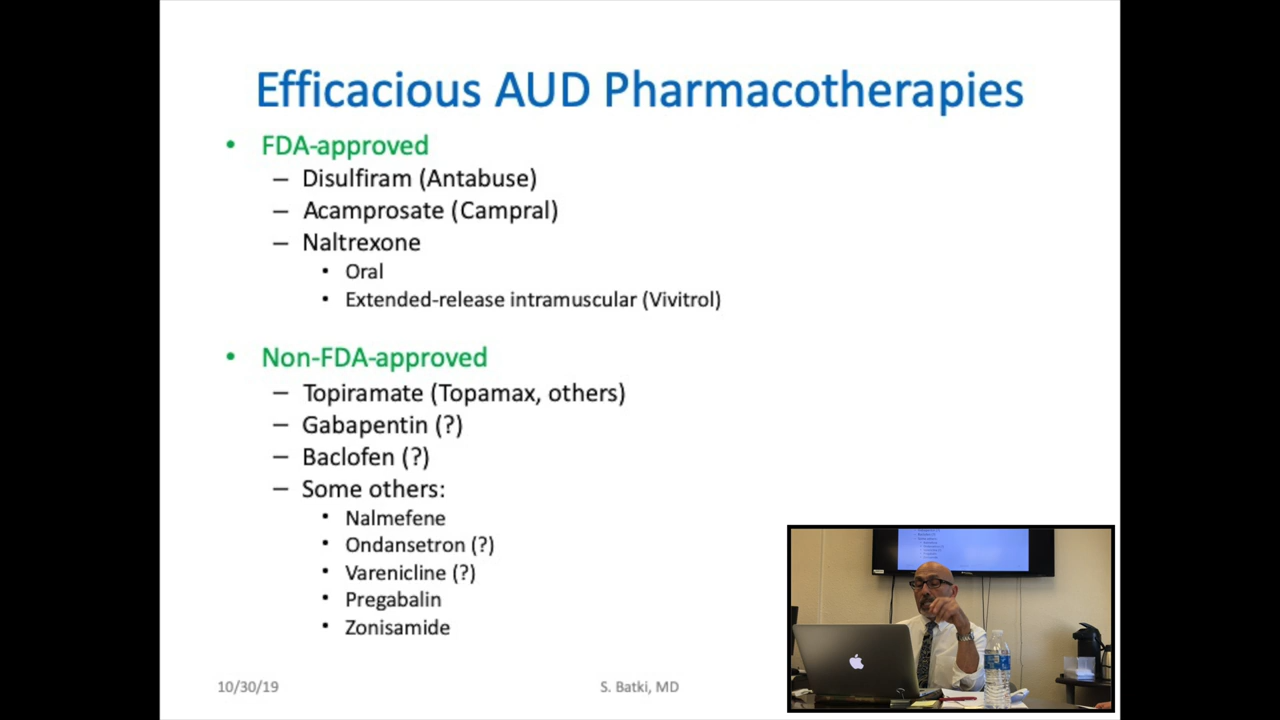 Efficacious AUD Pharmacotherapies
• FDA-approved
– Disulfiram (Antabuse)
– Acamprosate (Campral)
– Naltrexone
• Oral
• Extended-release intramuscular (Vivitrol)
• Non-FDA-approved
– Topiramate (Topamax, others)
– Gabapentin (?)
– Baclofen (?)
– Some others:
• Nalmefene
• Ondansetron (?)
• Varenicline (?)
• Pregabalin
• Zonisamide
10/30/19
S. Batki, MD